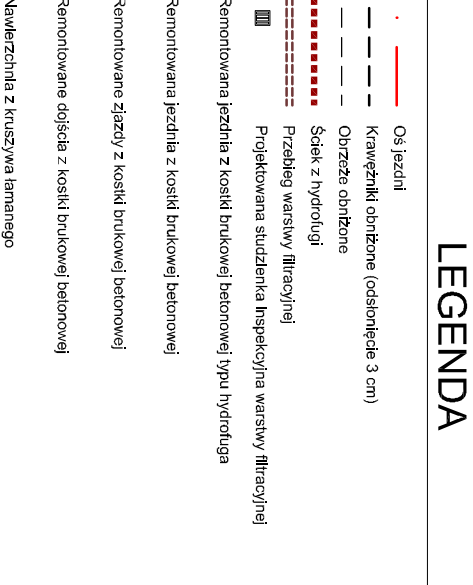 LEGENDA
Oś jezdni
Krawężniki obniżone (odsłonięcie 3 cm)
Obrzeże obniżone
Ściek z hydrofugi
Przebieg warstwy filtracyjnej
Projektowana studzienka inspekcyjna warstwy filtracyjnej
Remontowana jezdnia z kostki brukowej betonowej typu hydrofuga
Remontowana jezdnia z kostki brukowej betonowej
Remontowane zjazdy z kostki brukowej betonowej
Remontowane dojścia z kostki brukowej betonowej
Nawierzchnia z kruszywa łamanego